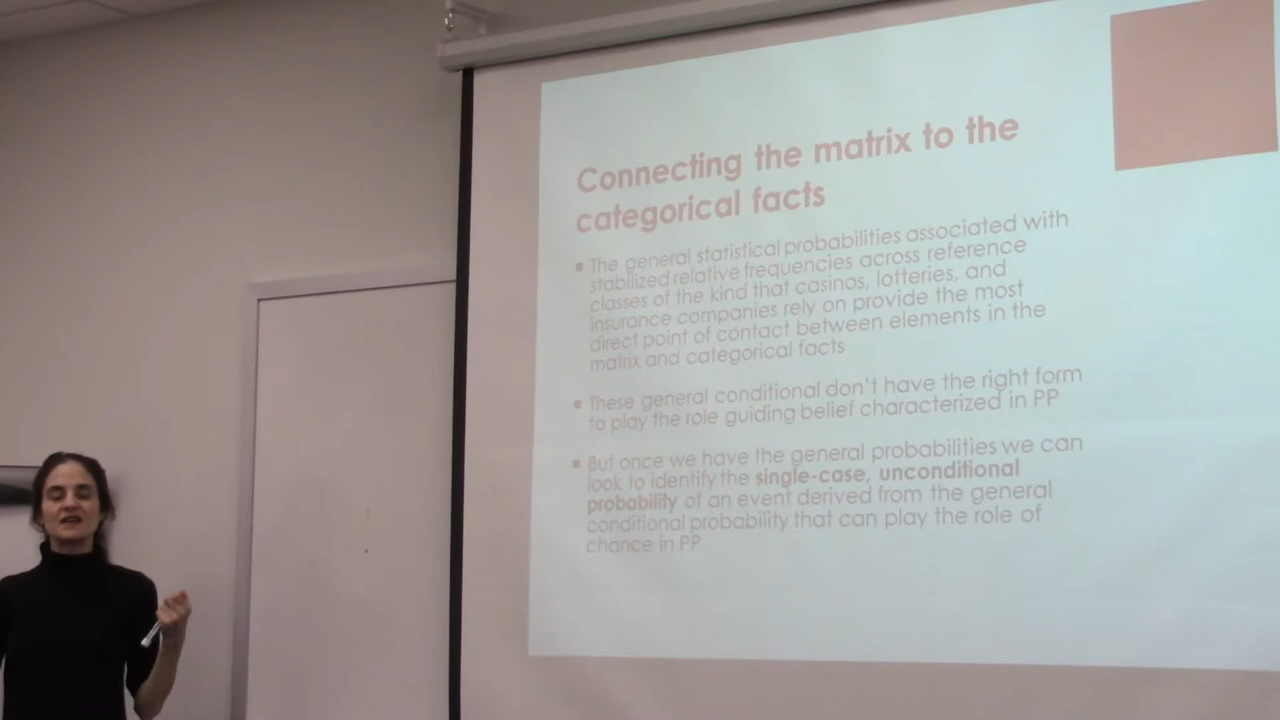 Connecting the matrix to the
categorical facts
The general statistical probabilities associated with
stabilized relative frequencies across reference
classes of the kind that casinos, lotteries, and
insurance companies rely on provide the most
direct point of contact between elements in the
matrix and categorical facts
These general conditional don't have the right form
to play the role guiding belief characterized in PP
But once we have the general probabilities we can
look to identify the single-case, unconditional
probability of an event derived from the general
conditional probability that can play the role of
chance in PP